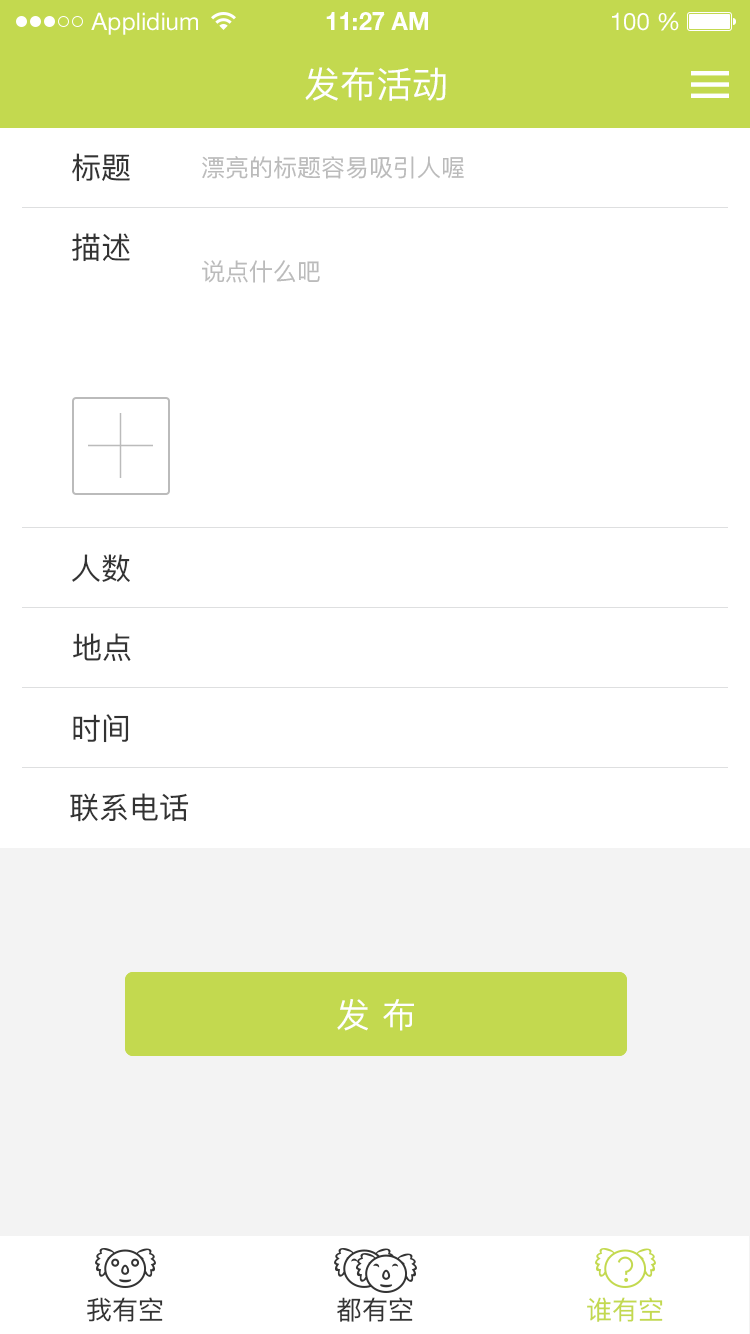 Applidium 11:27 AM 100 %
发布活动
标题 漂亮的标题容易吸引人喔
描述
说点什么吧
人数
地点
时间
联系电话
发 布
我有空 都有空 谁有空